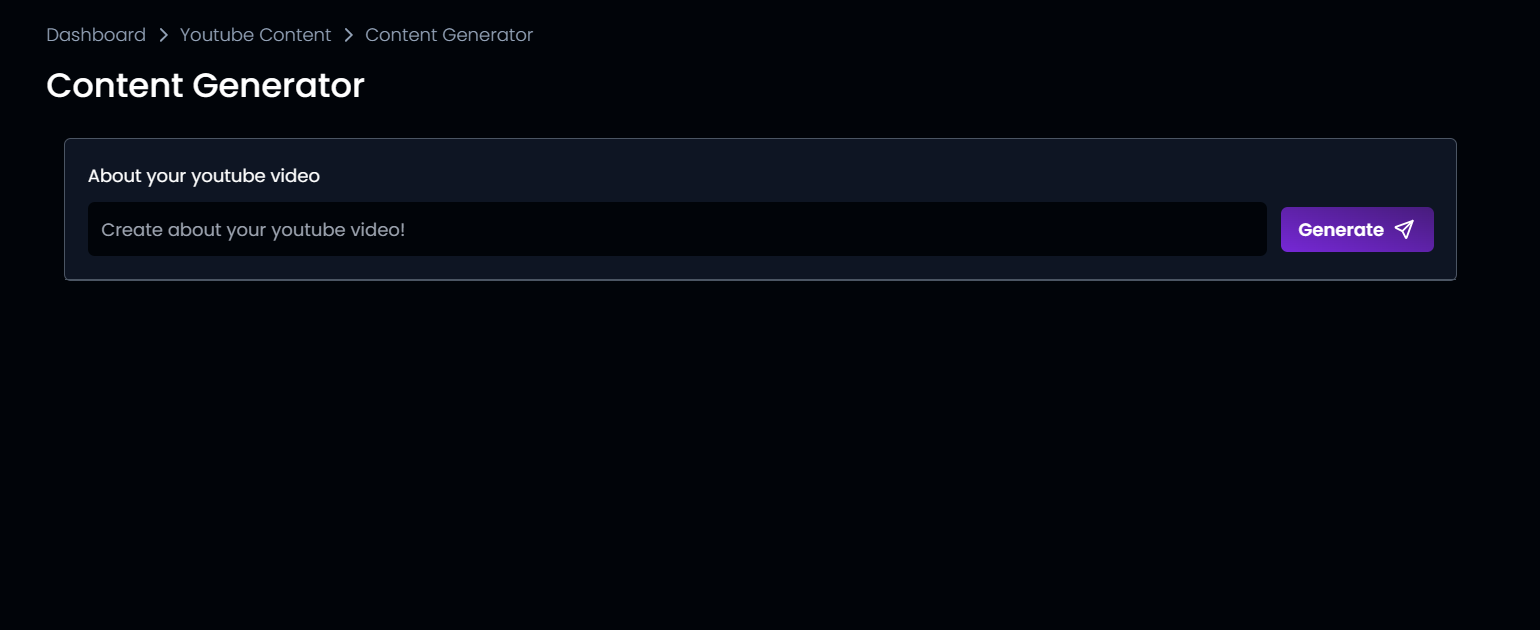 Dashboard > Youtube Content > Content Generator
Content Generator
About your youtube video
Create about your youtube video!
Generate